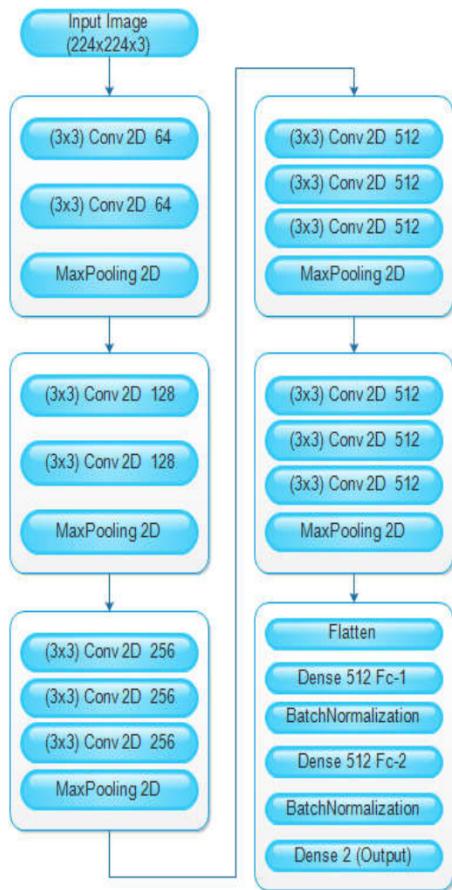 Input Image
(224x224x3)
(3x3) Conv 2D 64
(3x3) Conv 2D 64
MaxPooling 2D
(3x3) Conv 2D 128
(3x3) Conv 2D 128
MaxPooling 2D
(3x3) Conv 2D 256
(3x3) Conv 2D 256
(3x3) Conv 2D 256
MaxPooling 2D
(3x3) Conv 2D 512
(3x3) Conv 2D 512
(3x3) Conv 2D 512
MaxPooling 2D
(3x3) Conv 2D 512
(3x3) Conv 2D 512
(3x3) Conv 2D 512
MaxPooling 2D
Flatten
Dense 512 Fc-1
BatchNormalization
Dense 512 Fc-2
BatchNormalization
Dense 2 (Output)